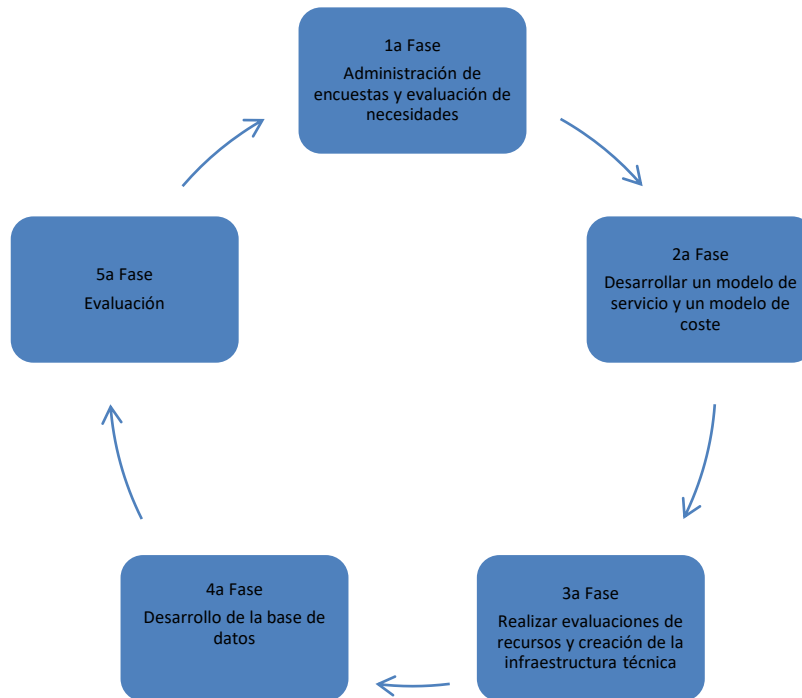 1a Fase
Administración de
encuestas y evaluación de
necesidades
2a Fase
Desarrollar un modelo de
servicio y un modelo de
coste
3a Fase
Realizar evaluaciones de
recursos y creación de la
infraestructura técnica
4a Fase
Desarrollo de la base de
datos
5a Fase
Evaluación